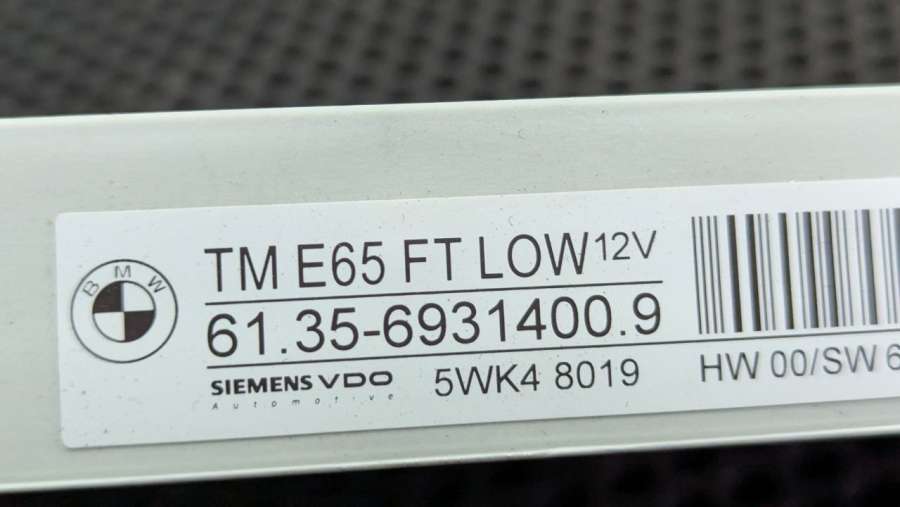 BMW
TM E65 FT LOW 12V
61.35-6931400.9
SIEMENS VDO
Automotive
5WK4 8019
HW 00/SW 6